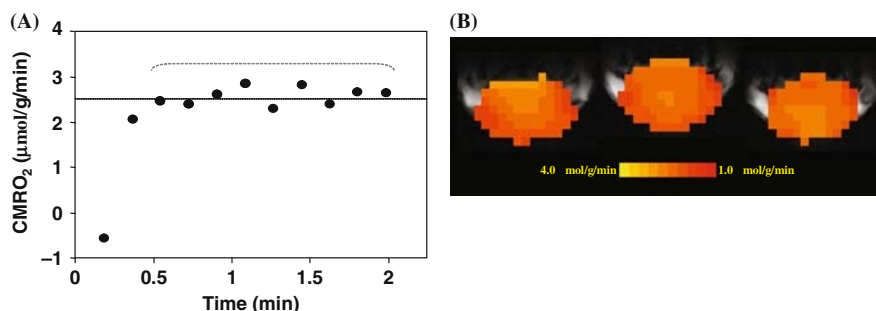 (A)
4
3
2
1
0
–1
CMRO2 (μmol/g/min)
0 0.5 1 1.5 2
Time (min)
(B)
4.0 mol/g/min 1.0 mol/g/min